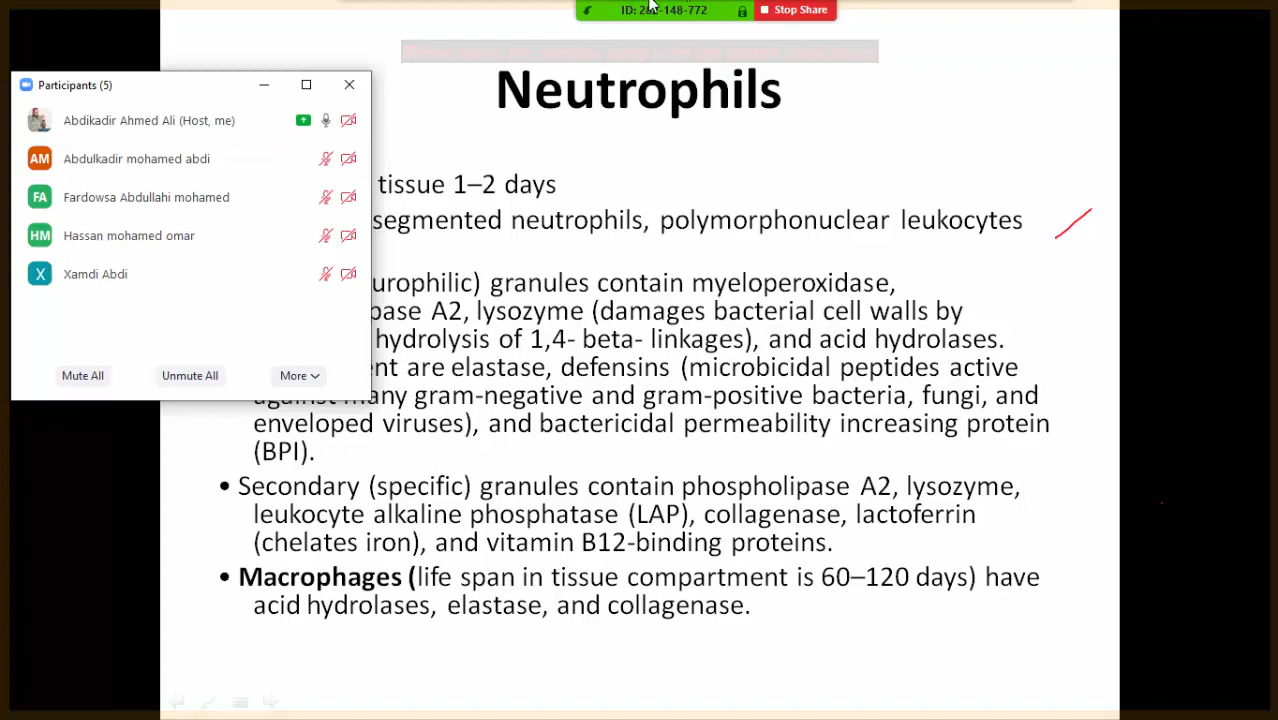 ID: 28 -148-772
Stop Share
Neutrophils
Participants (5)
Abdikadir Ahmed Ali (Host, me)
AM Abdulkadir mohamed abdi
FA Fardowsa Abdullahi mohamed
HM Hassan mohamed omar
X Xamdi Abdi
Mute All Unmute All More
tissue 1–2 days
segmented neutrophils, polymorphonuclear leukocytes
urophilic) granules contain myeloperoxidase,
pase A2, lysozyme (damages bacterial cell walls by
hydrolysis of 1,4- beta- linkages), and acid hydrolases.
nt are elastase, defensins (microbicidal peptides active
against many gram-negative and gram-positive bacteria, fungi, and
enveloped viruses), and bactericidal permeability increasing protein
(BPI).
• Secondary (specific) granules contain phospholipase A2, lysozyme,
leukocyte alkaline phosphatase (LAP), collagenase, lactoferrin
(chelates iron), and vitamin B12-binding proteins.
• Macrophages (life span in tissue compartment is 60–120 days) have
acid hydrolases, elastase, and collagenase.